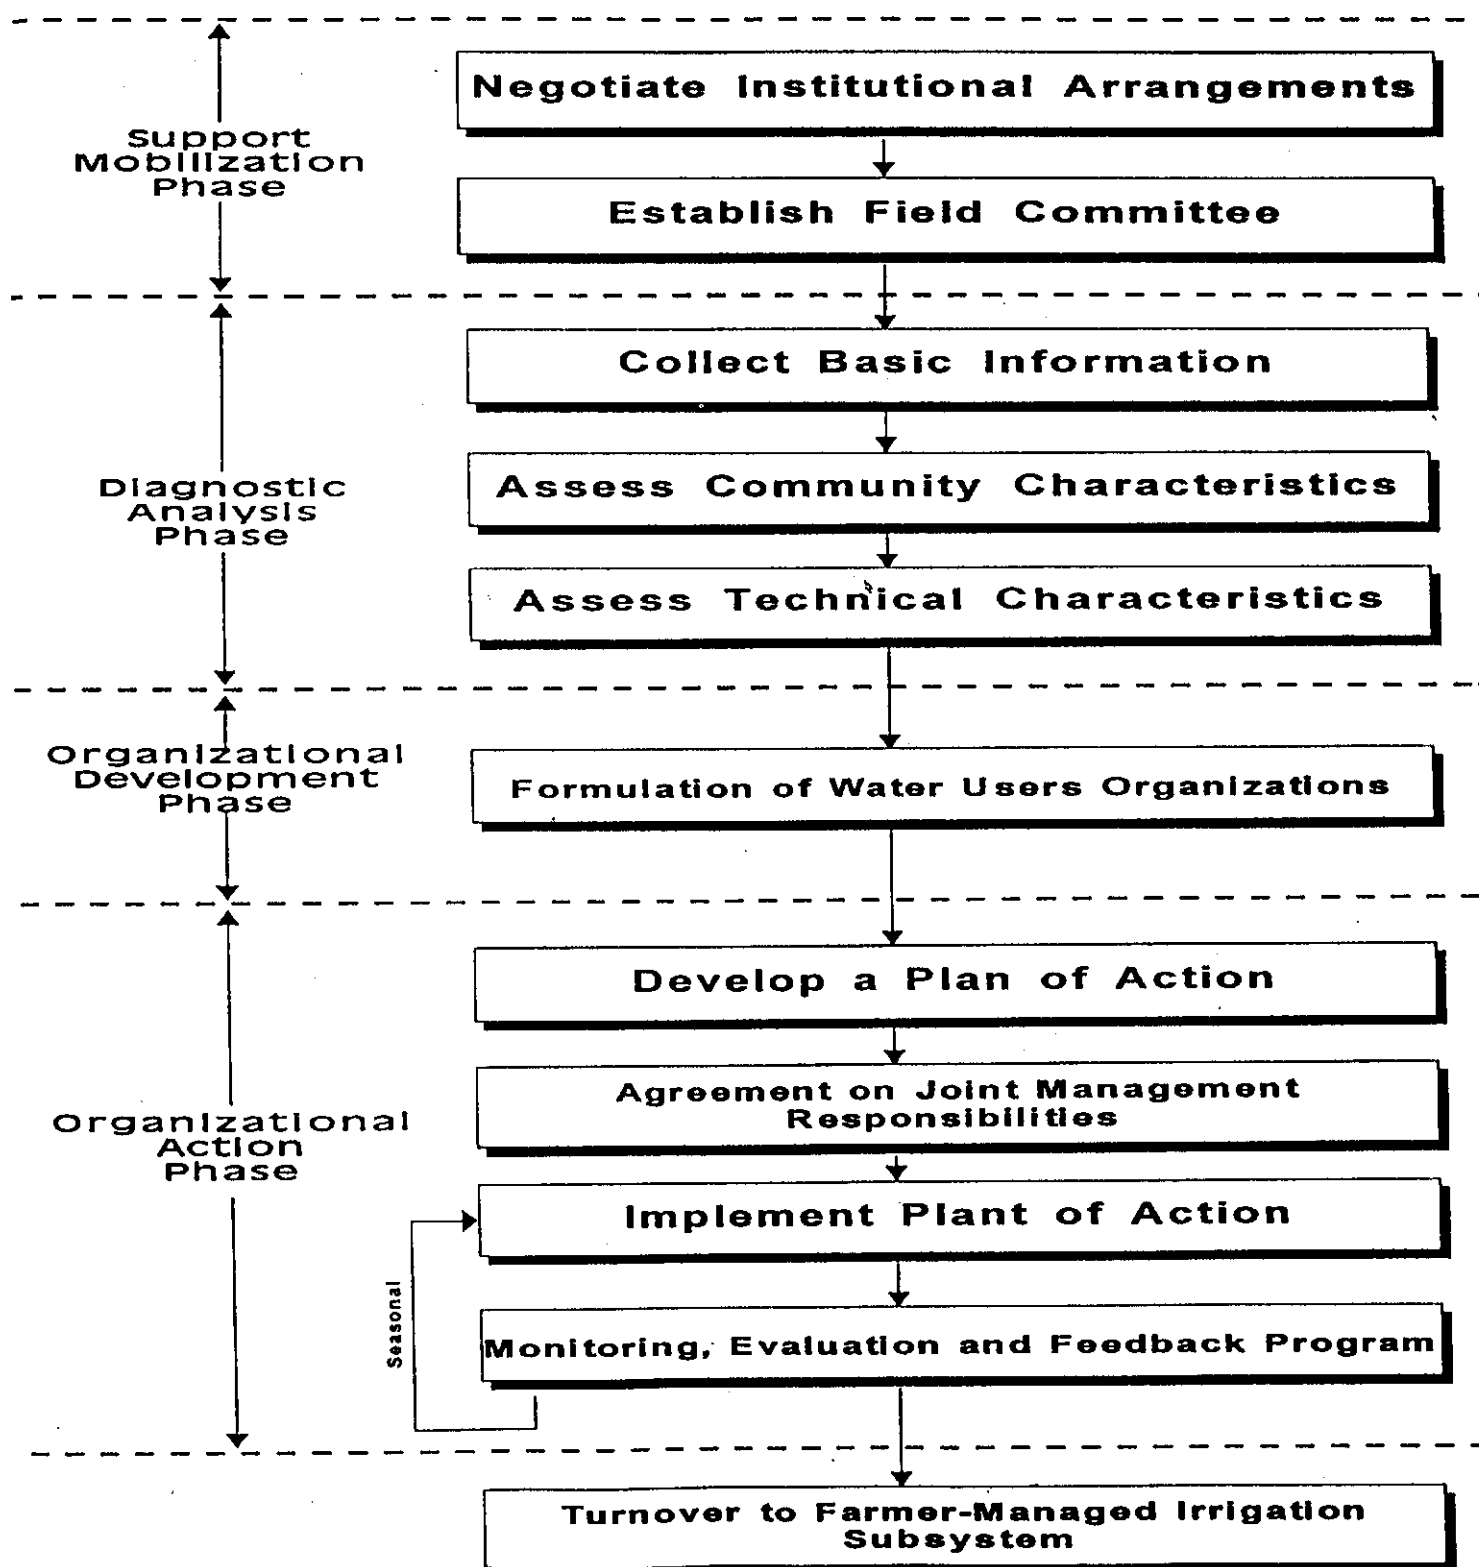 Negotiate Institutional Arrangements
Support
Mobilization
Phase
Establish Field Committee
Collect Basic Information
Diagnostic
Analysis
Phase
Assess Community Characteristics
Assess Technical Characteristics
Organizational
Development
Phase
Formulation of Water Users Organizations
Develop a Plan of Action
Organizational
Action
Phase
Agreement on Joint Management
Responsibilities
Implement Plant of Action
Seasonal
Monitoring, Evaluation and Feedback Program
Turnover to Farmer-Managed Irrigation
Subsystem